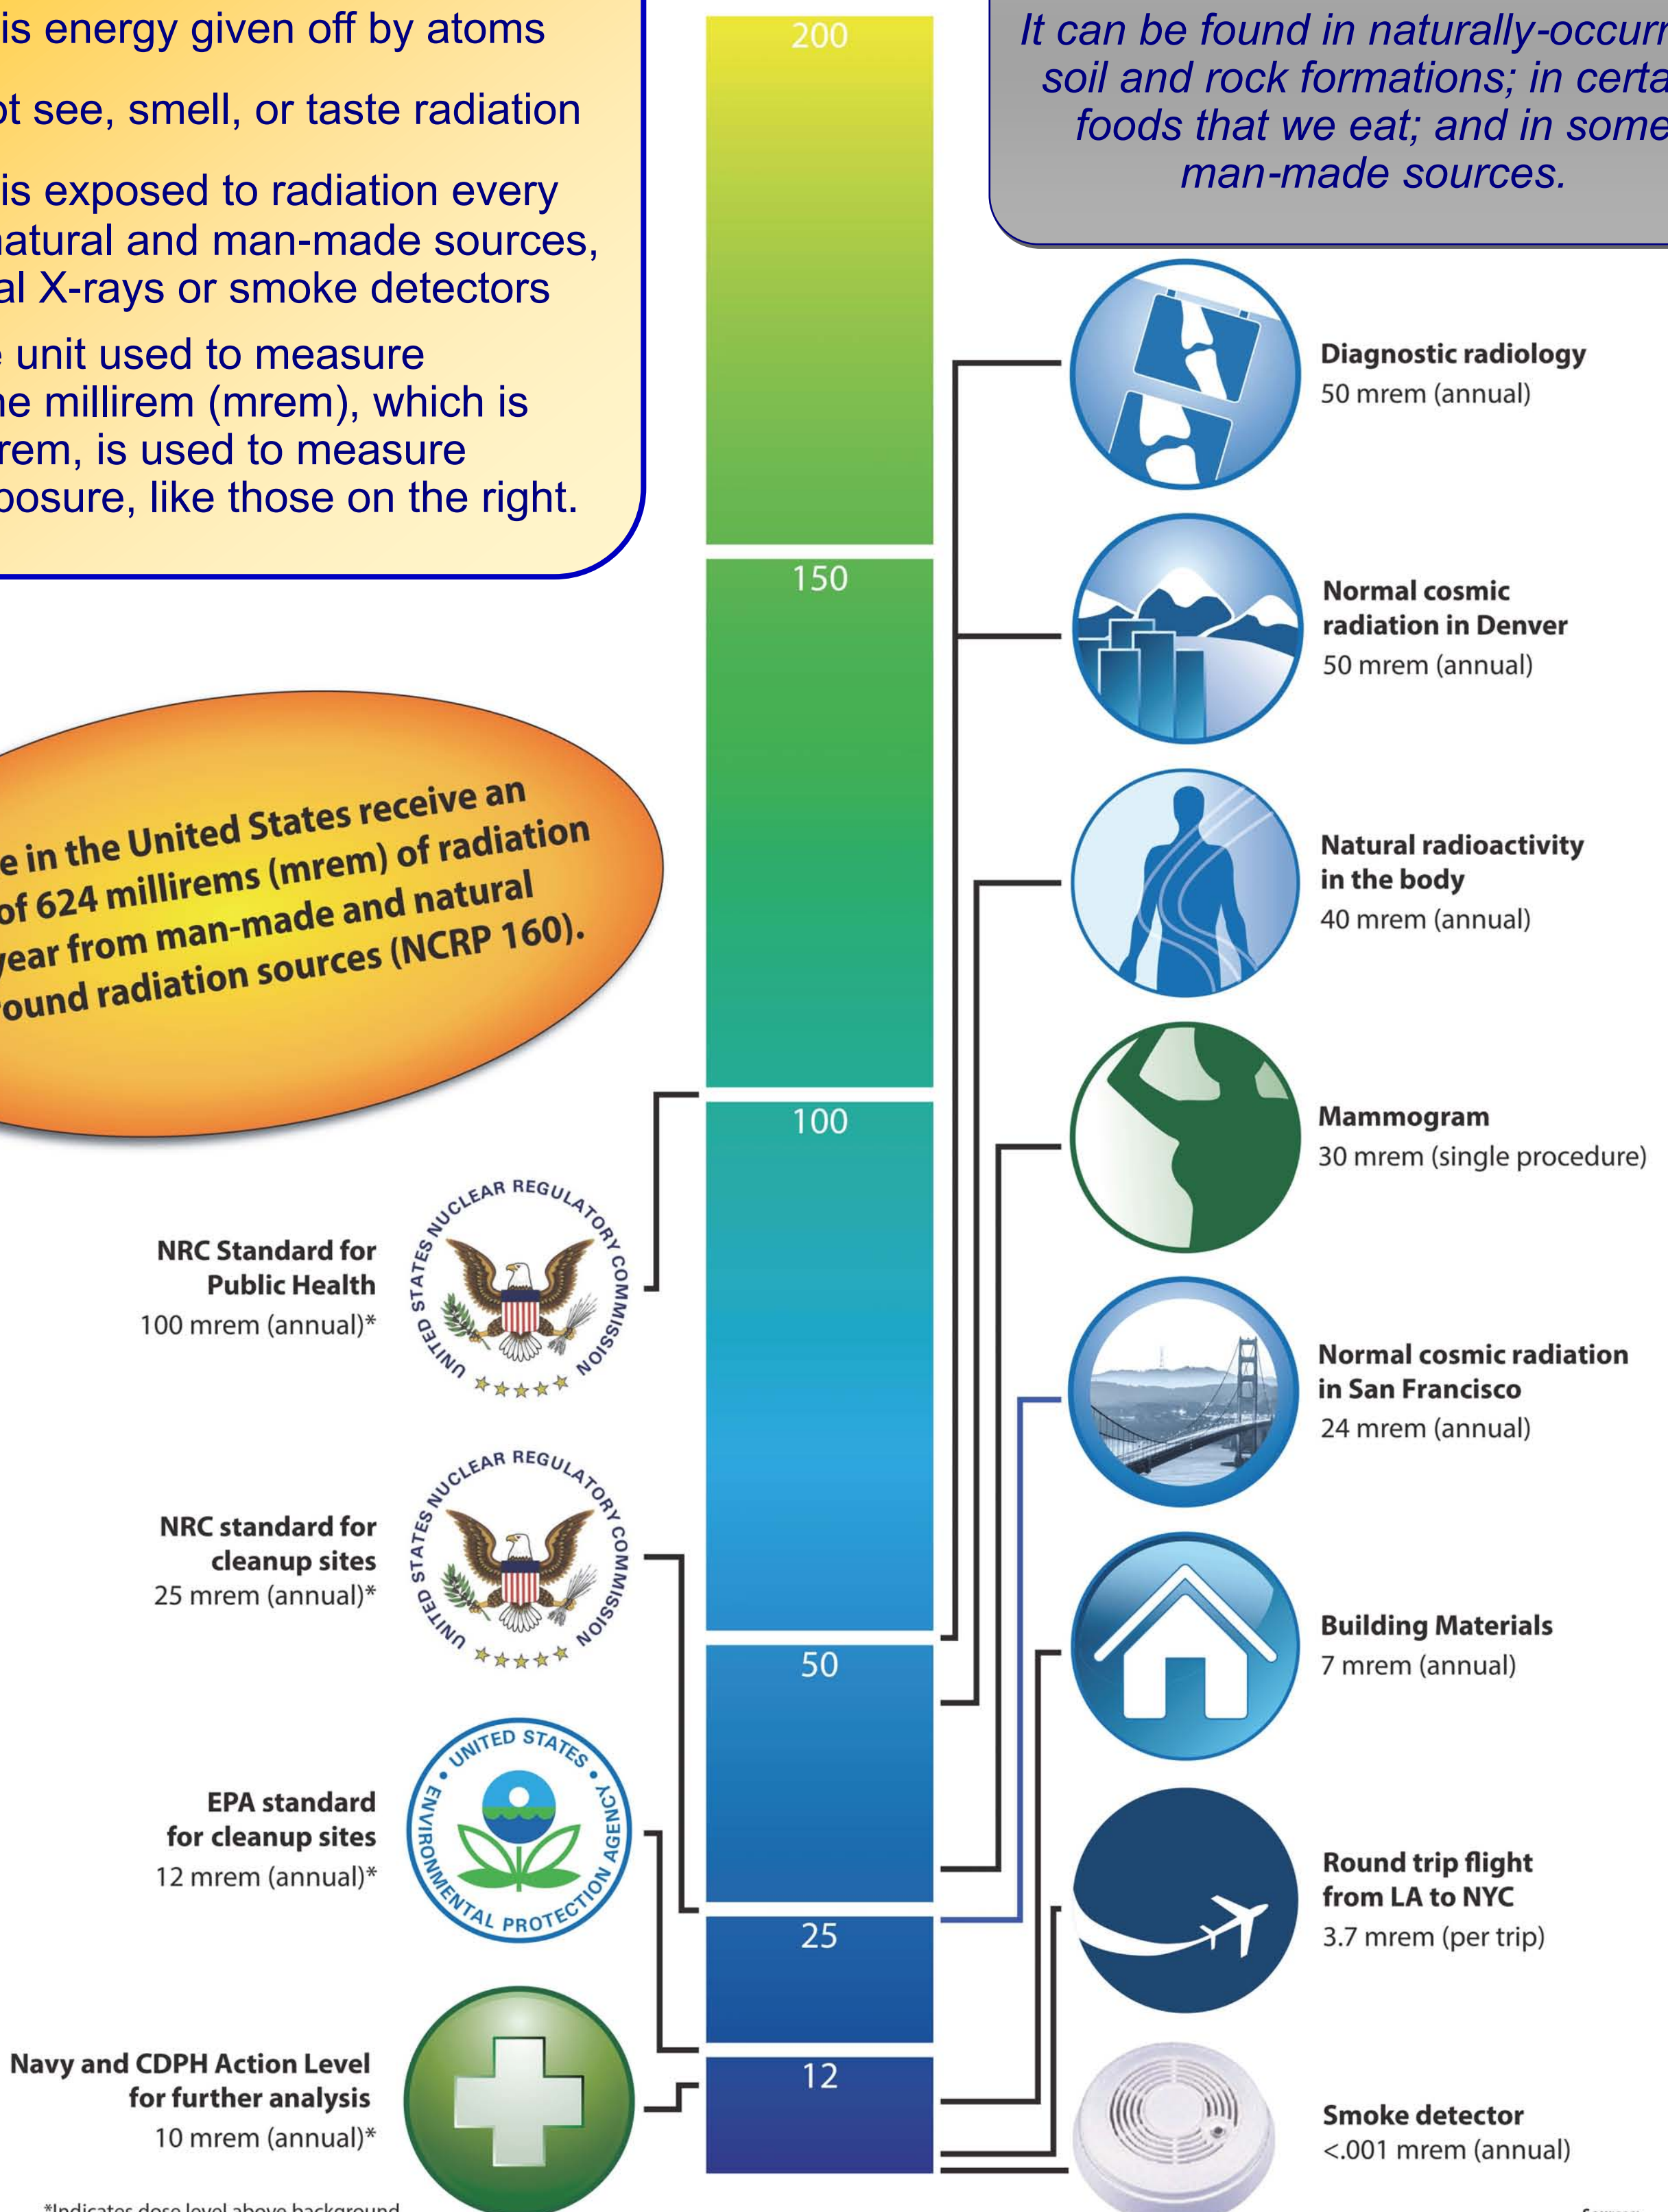 is energy given off by atoms
see, smell, or taste radiation
is exposed to radiation every
and man-made sources,
X-rays or smoke detectors
unit used to measure
millirem (mrem), which is
rem, is used to measure
like those on the right.
in the United States receive an
of 624 millirems (mrem) of radiation
year from man-made and natural
radiation sources (NCRP 160).
NRC Standard for
Public Health
100 mrem (annual)*
UNITED STATES NUCLEAR REGULATORY COMMISSION
NRC standard for
cleanup sites
25 mrem (annual)*
UNITED STATES NUCLEAR REGULATORY COMMISSION
EPA standard
for cleanup sites
12 mrem (annual)*
UNITED STATES • ENVIRONMENTAL PROTECTION AGENCY •
Navy and CDPH Action Level
for further analysis
10 mrem (annual)*
*Indicates dose level above background
200
150
100
50
25
12
It can be found in
soil and rock formations; in
foods that we eat; and in some
man-made sources.
Diagnostic radiology
50 mrem (annual)
Normal cosmic
radiation in Denver
50 mrem (annual)
Natural radioactivity
in the body
40 mrem (annual)
Mammogram
30 mrem (single procedure)
Normal cosmic radiation
in San Francisco
24 mrem (annual)
Building Materials
7 mrem (annual)
Round trip flight
from LA to NYC
3.7 mrem (per trip)
Smoke detector
<.001 mrem (annual)